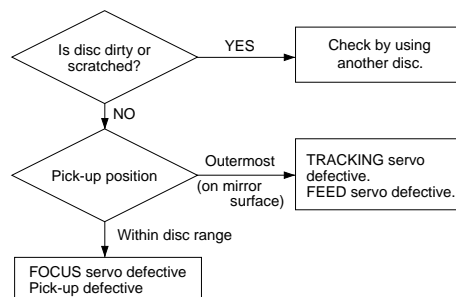 Is disc dirty or
scratched?
YES
Check by using
another disc.
NO
Pick-up position
Outermost
(on mirror
surface)
TRACKING servo
defective.
FEED servo defective.
Within disc range
FOCUS servo defective
Pick-up defective